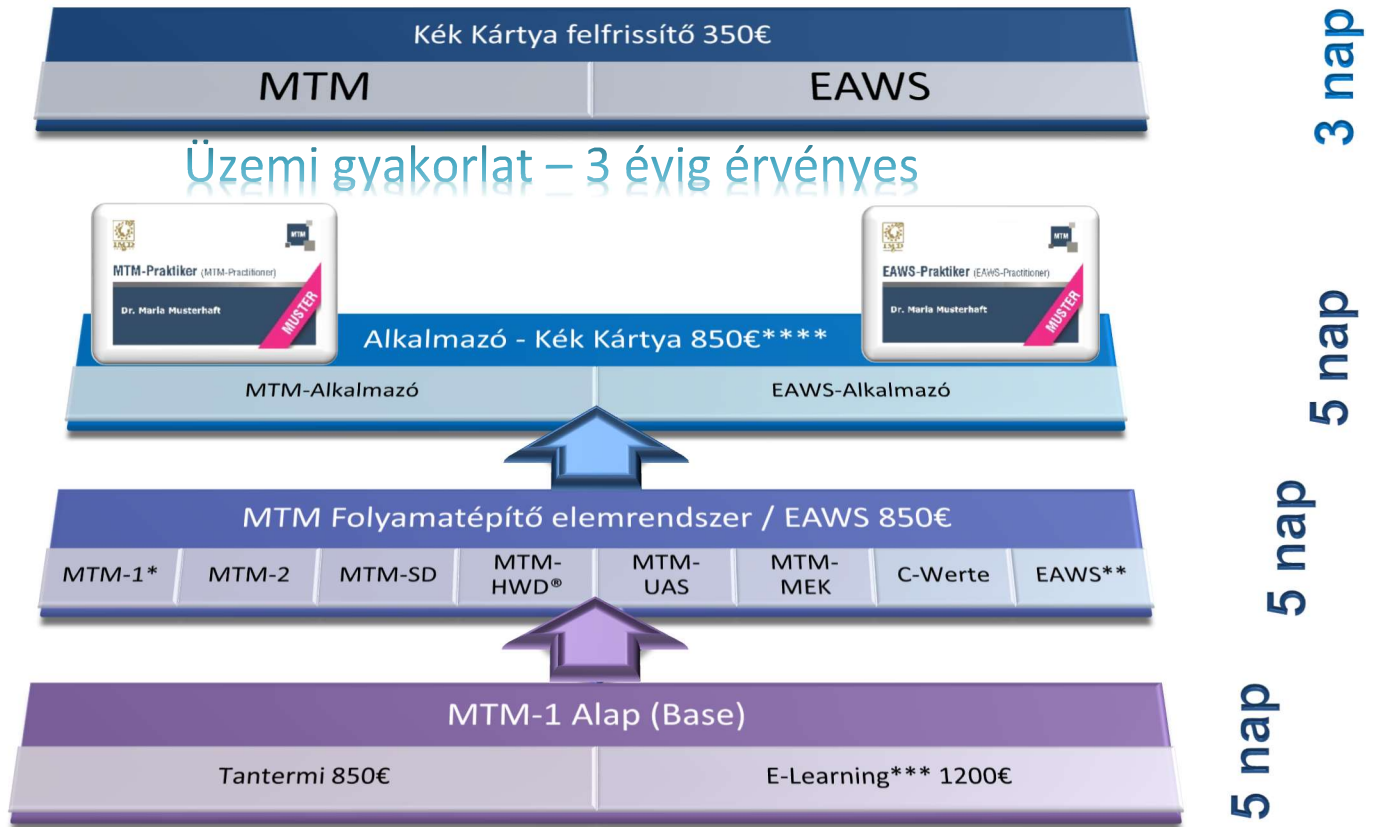 Kék Kártya felfrissítő 350€
MTM
EAWS
3 nap
Üzemi gyakorlat – 3 évig érvényes
MTM
MTM-Praktiker (MTM-Practitioner)
Dr. Maria Musterhaft
MUSTER
MTM
EAWS-Praktiker (EAWS-Practitioner)
Dr. Maria Musterhaft
MUSTER
Alkalmazó - Kék Kártya 850€****
MTM-Alkalmazó
EAWS-Alkalmazó
5 nap
MTM Folyamatépítő elemrendszer / EAWS 850€
MTM-1*
MTM-2
MTM-SD
MTM-
HWD®
MTM-
UAS
MTM-
MEK
C-Werte
EAWS**
5 nap
MTM-1 Alap (Base)
Tantermi 850€
E-Learning*** 1200€
5 nap